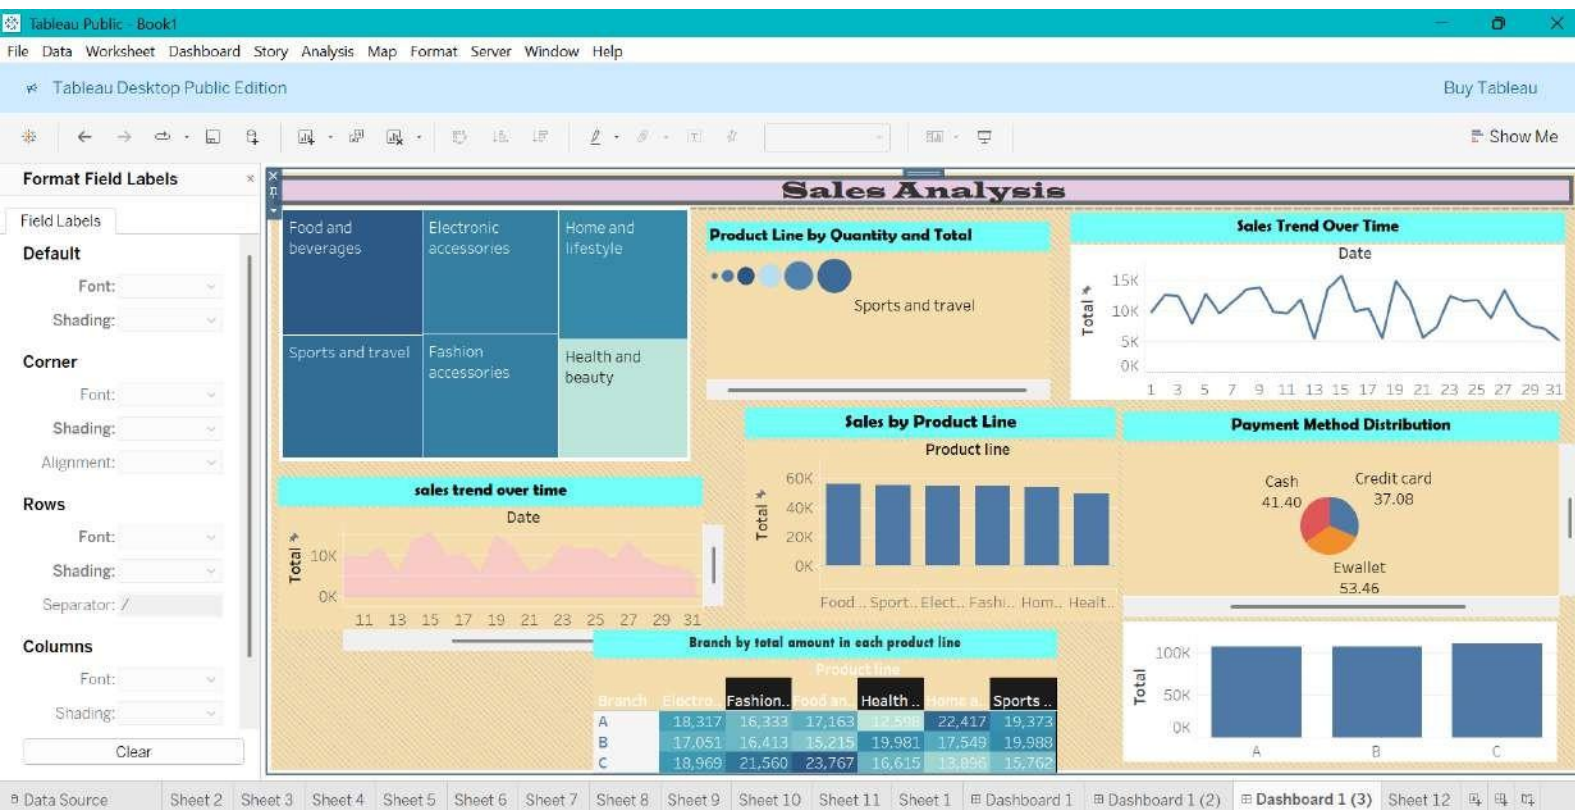 Tableau Public - Book1
File Data Worksheet Dashboard Story Analysis Map Format Server Window Help
Tableau Desktop Public Edition
Buy Tableau
Show Me
Format Field Labels
Field Labels
Default
Font:
Shading:
Corner
Font:
Shading:
Alignment:
Rows
Font:
Shading:
Separator: /
Columns
Font:
Shading:
Clear
Sales Analysis
Food and
beverages
Electronic
accessories
Home and
lifestyle
Sports and travel
Fashion
accessories
Health and
beauty
Product Line by Quantity and Total
Sports and travel
Sales Trend Over Time
Date
Total
15K
10K
5K
0K
1 3 5 7 9 11 13 15 17 19 21 23 25 27 29 31
sales trend over time
Date
Total
10K
0K
11 13 15 17 19 21 23 25 27 29 31
Sales by Product Line
Product line
Total
60K
40K
20K
0K
Food .. Sport.. Elect.. Fashi.. Hom.. Healt..
Payment Method Distribution
Cash
41.40
Credit card
37.08
Ewallet
53.46
Branch by total amount in each product line
Product line
Branch Electro.. Fashion.. Food an.. Health .. Home a.. Sports ..
A 18,317 16,333 17,163 12,598 22,417 19,373
B 17,051 16,413 15,215 19,981 17,549 19,988
C 18,969 21,560 23,767 16,615 13,896 15,762
Total
100K
50K
0K
A B C
Data Source Sheet 2 Sheet 3 Sheet 4 Sheet 5 Sheet 6 Sheet 7 Sheet 8 Sheet 9 Sheet 10 Sheet 11 Sheet 1 Dashboard 1 Dashboard 1 (2) Dashboard 1 (3) Sheet 12